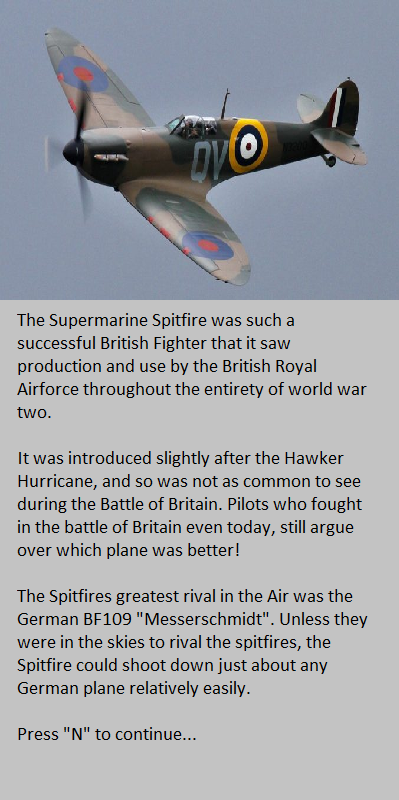 QV
The Supermarine Spitfire was such a
successful British Fighter that it saw
production and use by the British Royal
Airforce throughout the entirety of world war
two.
It was introduced slightly after the Hawker
Hurricane, and so was not as common to see
during the Battle of Britain. Pilots who fought
in the battle of Britain even today, still argue
over which plane was better!
The Spitfires greatest rival in the Air was the
German BF109 "Messerschmidt". Unless they
were in the skies to rival the spitfires, the
Spitfire could shoot down just about any
German plane relatively easily.
Press "N" to continue...